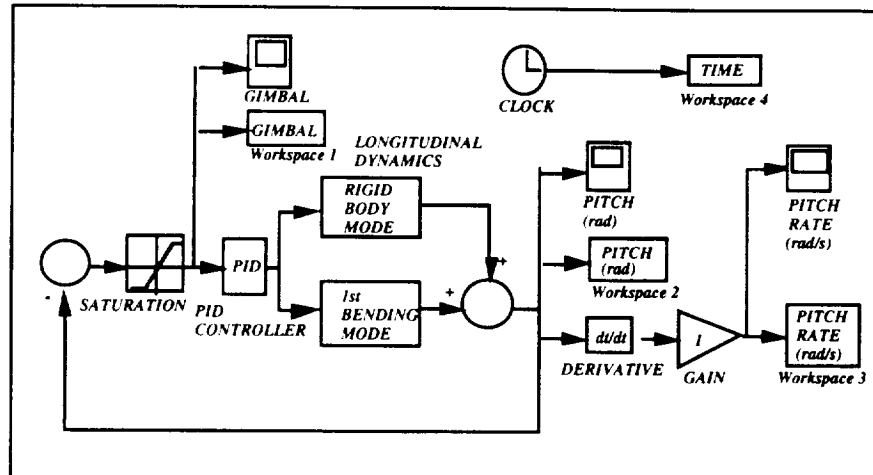 GIMBAL
GIMBAL
Workspace 1
CLOCK
TIME
Workspace 4
LONGITUDINAL
DYNAMICS
RIGID
BODY
MODE
PITCH
(rad)
PITCH
RATE
(rad/s)
-
SATURATION
PID
PID
CONTROLLER
1st
BENDING
MODE
+
+
PITCH
(rad)
Workspace 2
dt/dt
DERIVATIVE
1
GAIN
PITCH
RATE
(rad/s)
Workspace 3